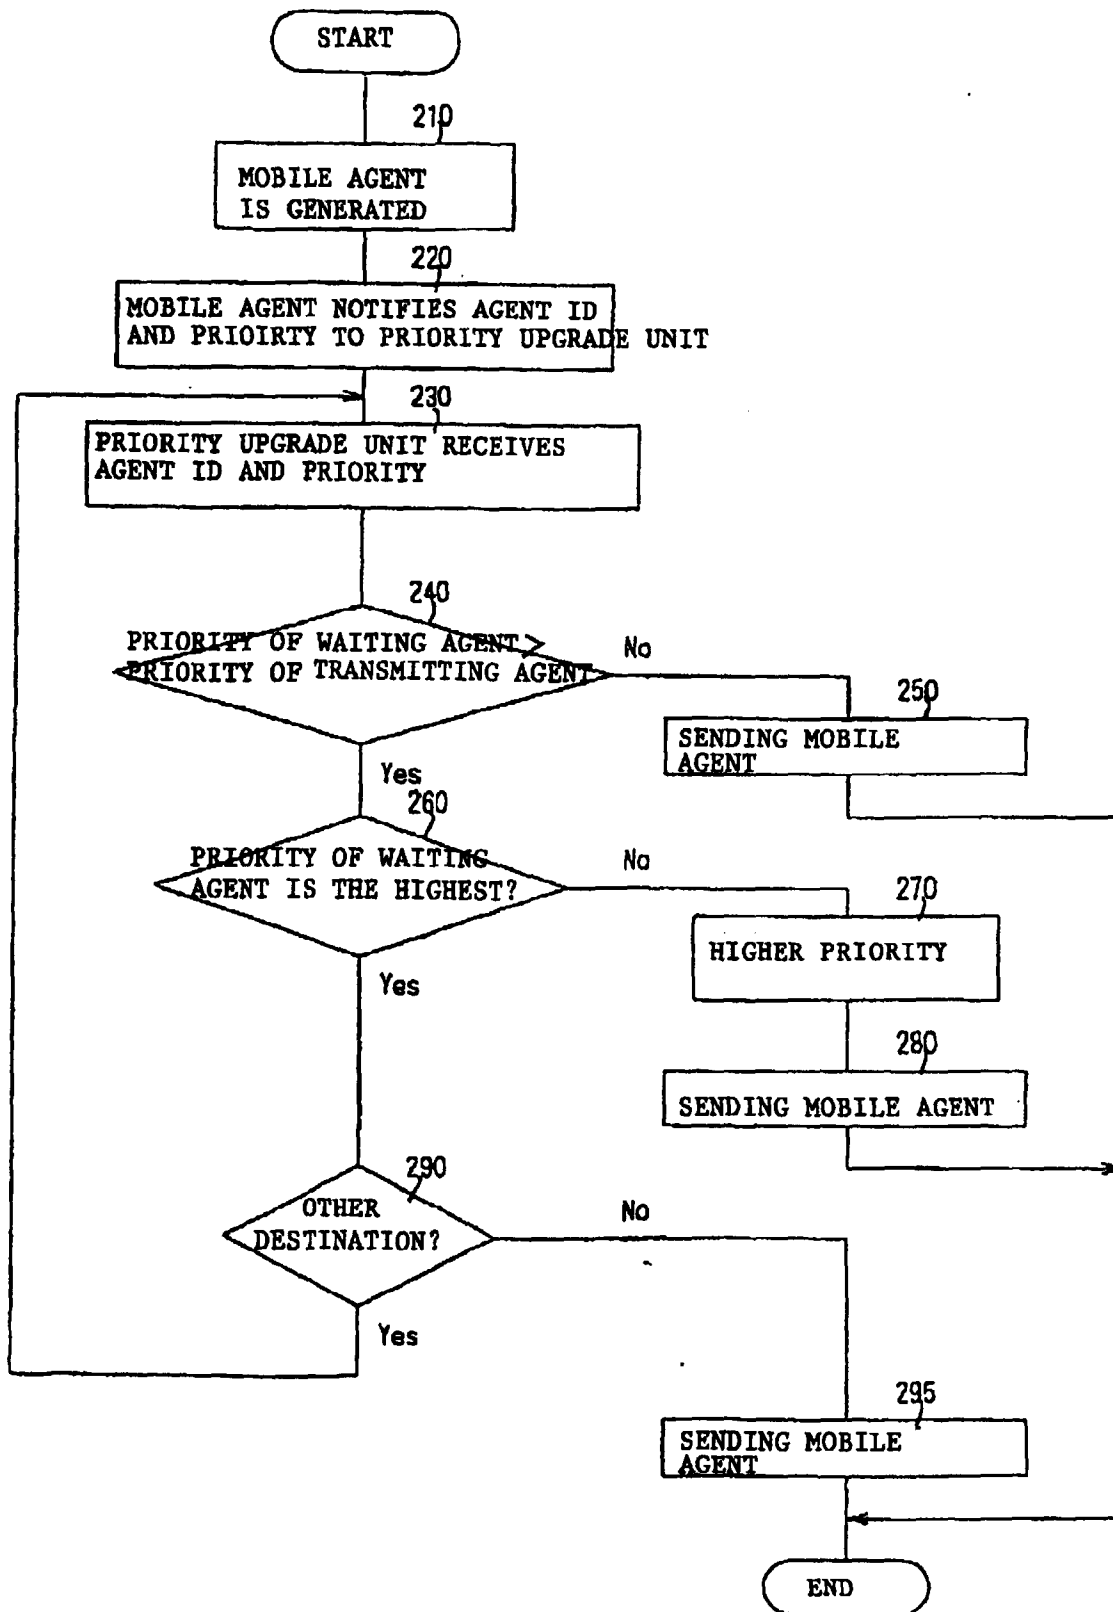 START
210
MOBILE AGENT
IS GENERATED
220
MOBILE AGENT NOTIFIES AGENT ID
AND PRIOIRTY TO PRIORITY UPGRADE UNIT
230
PRIORITY UPGRADE UNIT RECEIVES
AGENT ID AND PRIORITY
240
PRIORITY OF WAITING AGENT >
PRIORITY OF TRANSMITTING AGENT
No
250
SENDING MOBILE
AGENT
Yes
260
PRIORITY OF WAITING
AGENT IS THE HIGHEST?
No
270
HIGHER PRIORITY
Yes
280
SENDING MOBILE AGENT
290
OTHER
DESTINATION?
No
Yes
295
SENDING MOBILE
AGENT
END